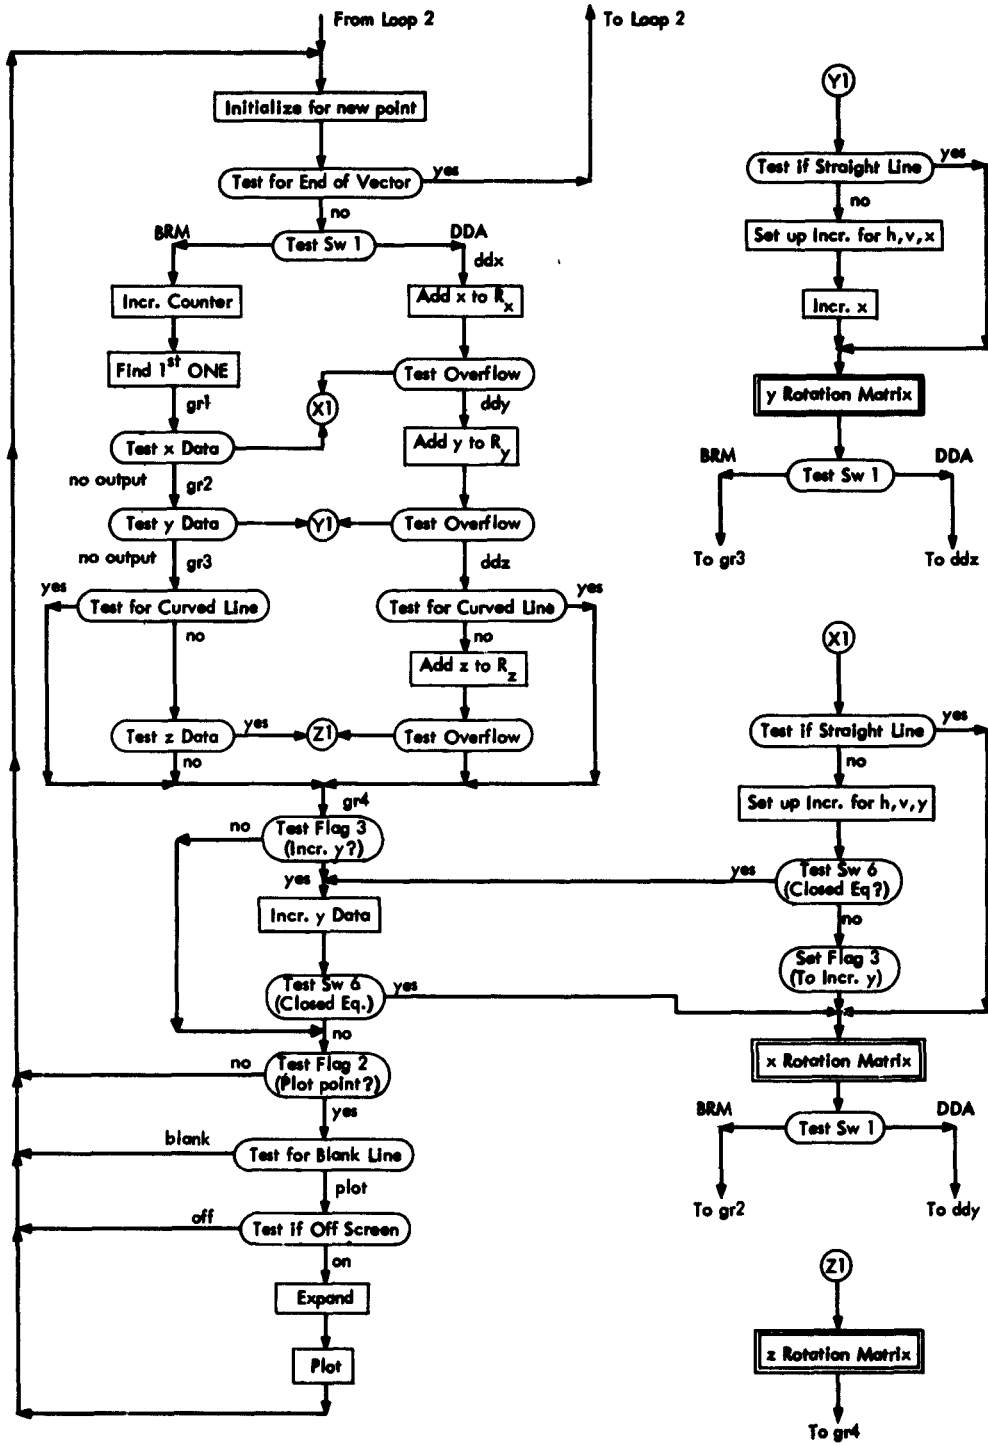 From Loop 2
To Loop 2
Initialize for new point
Test for End of Vector
yes
no
BRM
Test Sw 1
DDA
ddx
Incr. Counter
Add x to Rx
Find 1st ONE
Test Overflow
gr1
X1
ddy
Test x Data
Add y to Ry
no output
gr2
Test y Data
Y1
Test Overflow
no output
gr3
ddz
yes
Test for Curved Line
no
Test for Curved Line
yes
no
Add z to Rz
Test z Data
yes
Z1
Test Overflow
no
gr4
no
Test Flag 3
(Incr. y?)
yes
Incr. y Data
Test Sw 6
(Closed Eq.)
yes
no
no
Test Flag 2
(Plot point?)
yes
blank
Test for Blank Line
plot
off
Test if Off Screen
on
Expand
Plot
Y1
Test if Straight Line
yes
no
Set up Incr. for h,v,x
Incr. x
y Rotation Matrix
BRM
Test Sw 1
DDA
To gr3
To ddz
X1
Test if Straight Line
yes
no
Set up Incr. for h,v,y
yes
Test Sw 6
(Closed Eq?)
no
Set Flag 3
(To Incr. y)
x Rotation Matrix
BRM
Test Sw 1
DDA
To gr2
To ddy
Z1
z Rotation Matrix
To gr4